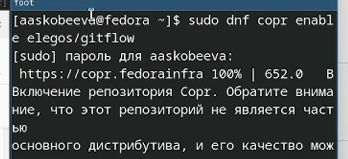 foot
[aaskobeeva@fedora ~]$ sudo dnf copr enabl
e elegos/gitflow
[sudo] пароль для aaskobeeva:
https://copr.fedorainfra 100% | 652.0   B
Включение репозитория Copr. Обратите внима
ние, что этот репозиторий не является част
ью
основного дистрибутива, и его качество мож